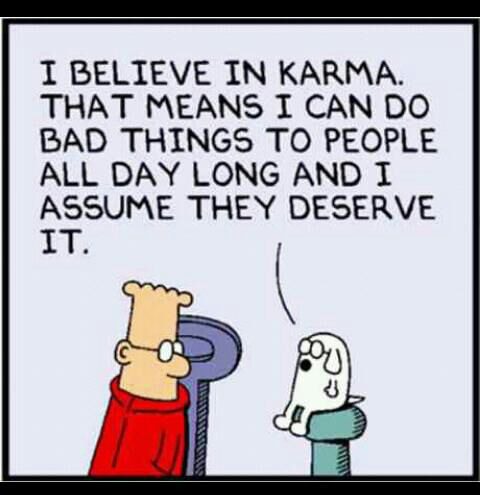 I BELIEVE IN KARMA.
THAT MEANS I CAN DO
BAD THINGS TO PEOPLE
ALL DAY LONG AND I
ASSUME THEY DESERVE
IT.